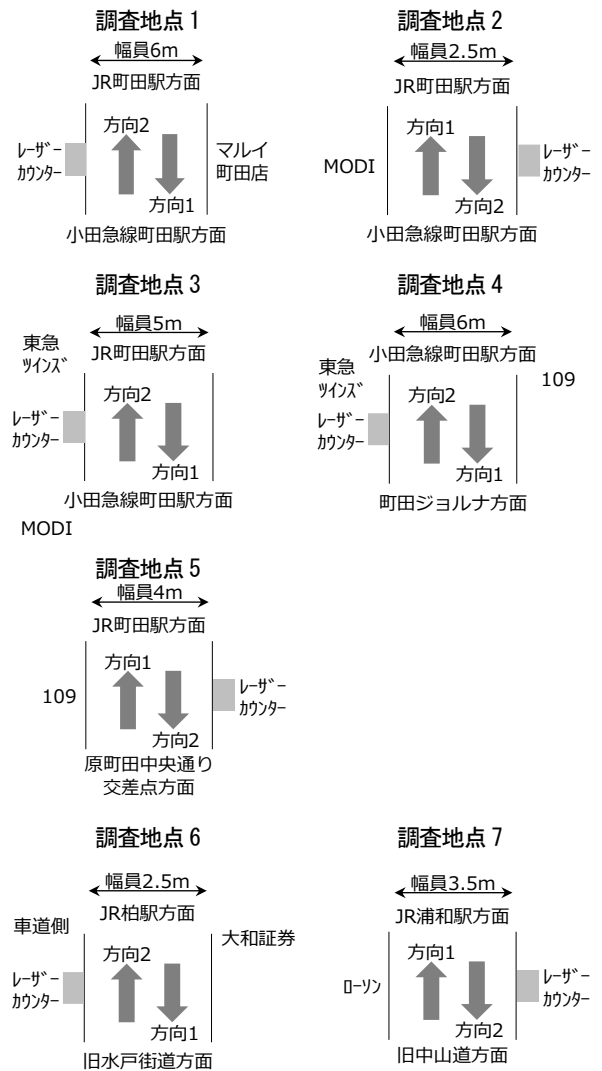 調査地点1
幅員6m
JR町田駅方面
方向2
レーザー
カウンター
マルイ
町田店
方向1
小田急線町田駅方面
調査地点2
幅員2.5m
JR町田駅方面
方向1
MODI
レーザー
カウンター
方向2
小田急線町田駅方面
調査地点3
幅員5m
東急
ツインズ
JR町田駅方面
方向2
レーザー
カウンター
方向1
小田急線町田駅方面
MODI
調査地点4
幅員6m
小田急線町田駅方面
東急
ツインズ
109
方向2
レーザー
カウンター
方向1
町田ジョルナ方面
調査地点5
幅員4m
JR町田駅方面
方向1
109
レーザー
カウンター
方向2
原町田中央通り
交差点方面
調査地点6
幅員2.5m
JR柏駅方面
車道側
大和証券
方向2
レーザー
カウンター
方向1
旧水戸街道方面
調査地点7
幅員3.5m
JR浦和駅方面
方向1
ローソン
レーザー
カウンター
方向2
旧中山道方面